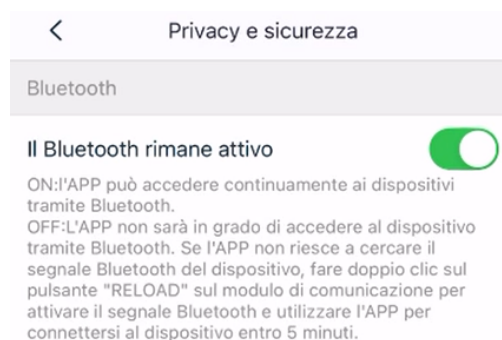 Privacy e sicurezza
Bluetooth
Il Bluetooth rimane attivo
ON:l'APP può accedere continuamente ai dispositivi
tramite Bluetooth.
OFF:L'APP non sarà in grado di accedere al dispositivo
tramite Bluetooth. Se l'APP non riesce a cercare il
segnale Bluetooth del dispositivo, fare doppio clic sul
pulsante "RELOAD" sul modulo di comunicazione per
attivare il segnale Bluetooth e utilizzare l'APP per
connettersi al dispositivo entro 5 minuti.